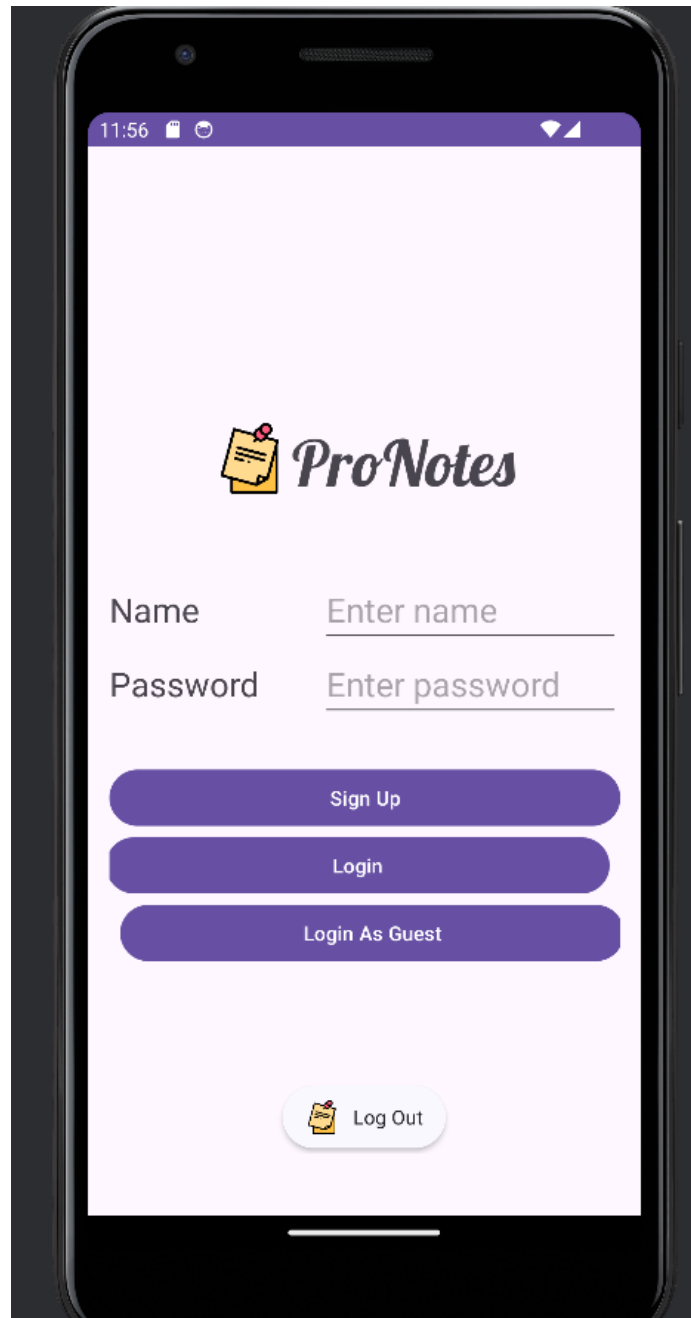 11:56
ProNotes
Name Enter name
Password Enter password
Sign Up
Login
Login As Guest
Log Out